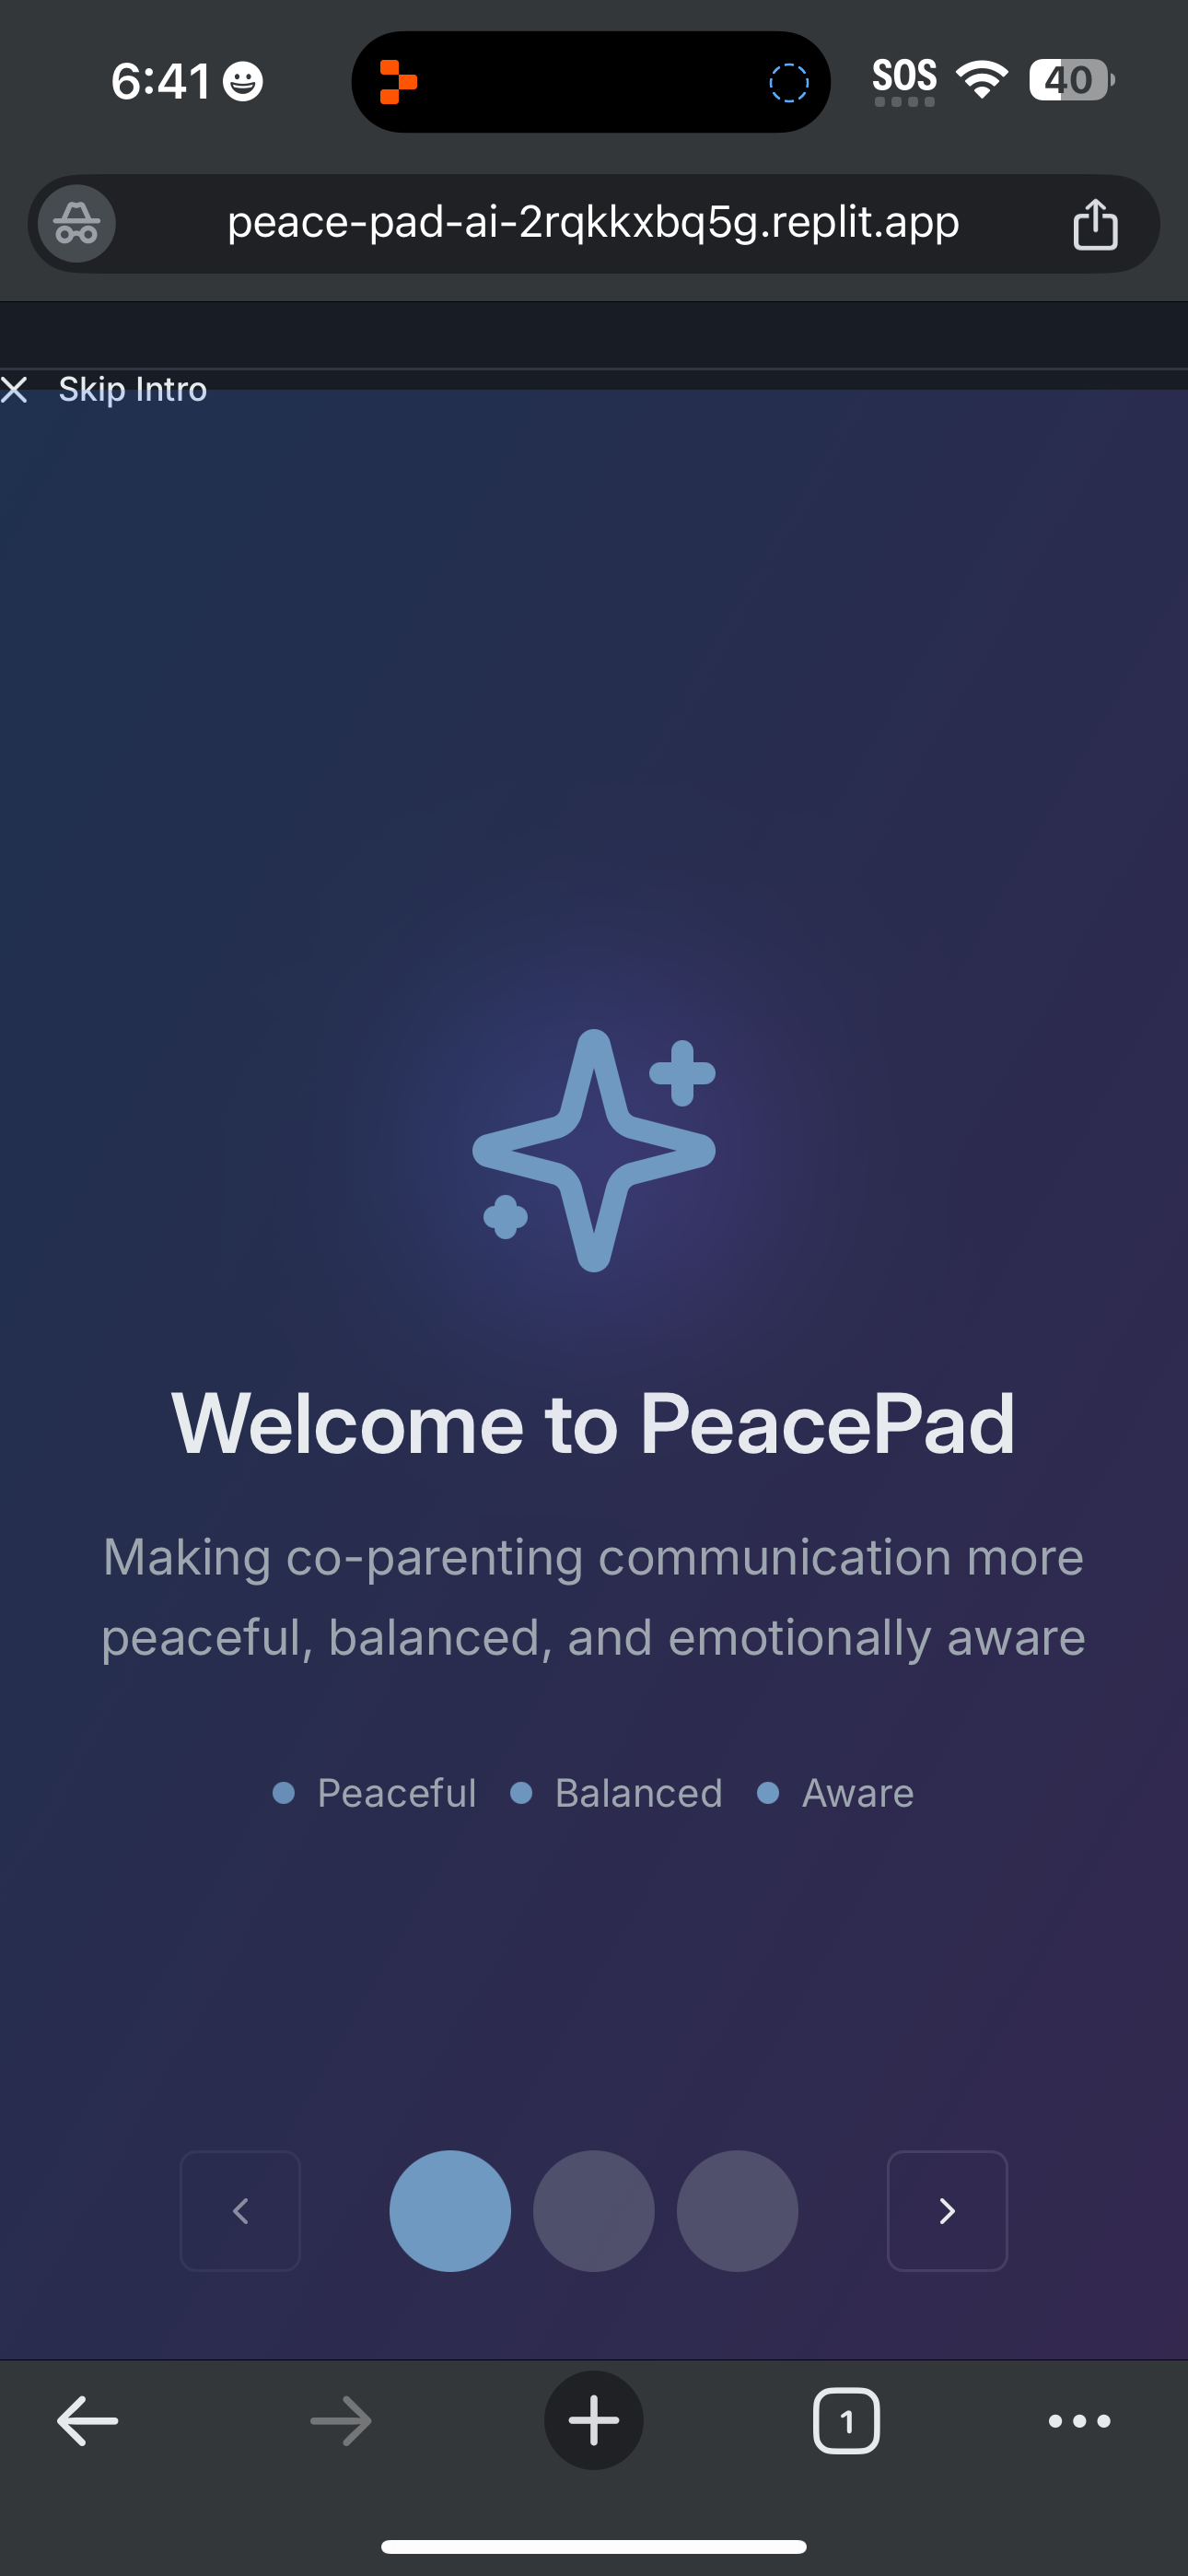 6:41
SOS
40
peace-pad-ai-2rqkkxbq5g.replit.app
Skip Intro
Welcome to PeacePad
Making co-parenting communication more
peaceful, balanced, and emotionally aware
Peaceful Balanced Aware
1